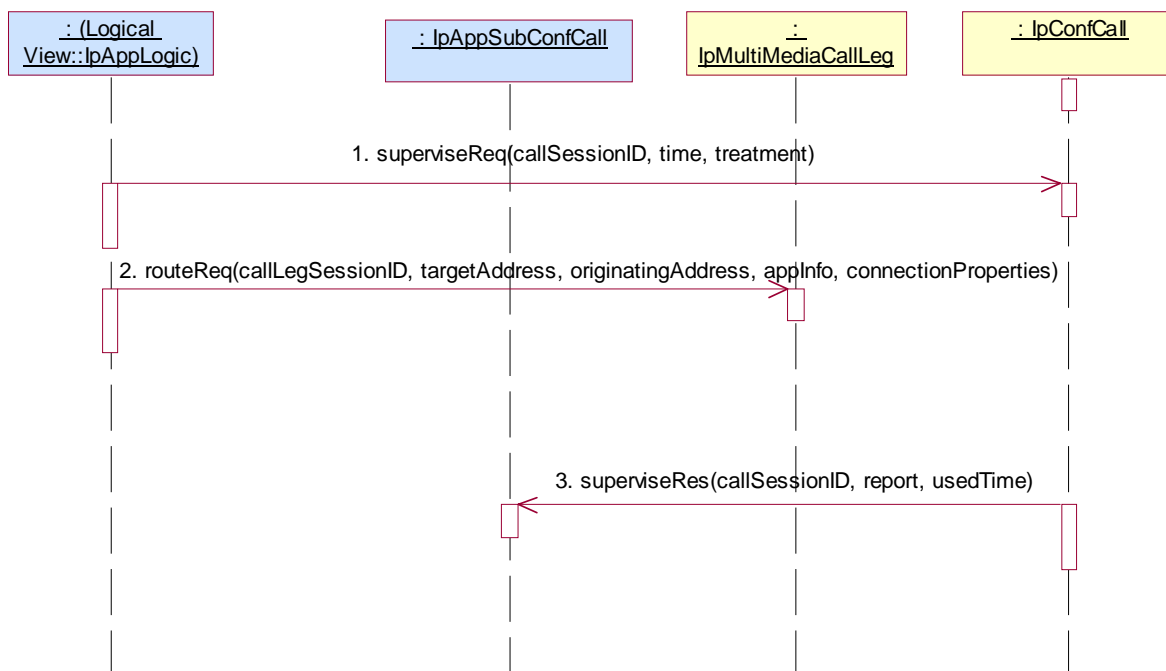 : (Logical
View::IpAppLogic)
: IpAppSubConfCall
:
IpMultiMediaCallLeg
: IpConfCall
1. superviseReq(callSessionID, time, treatment)
2. routeReq(callLegSessionID, targetAddress, originatingAddress, appInfo, connectionProperties)
3. superviseRes(callSessionID, report, usedTime)